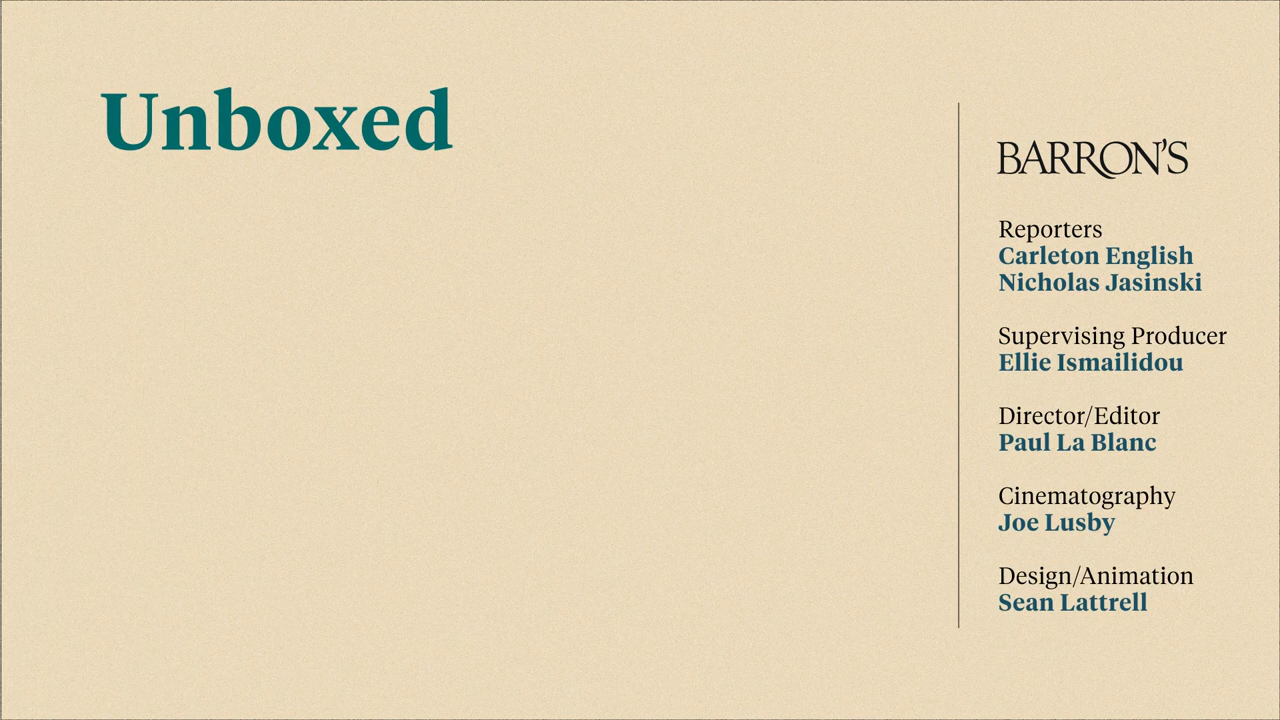 Unboxed
BARRON'S
Reporters
Carleton English
Nicholas Jasinski
Supervising Producer
Ellie Ismailidou
Director/Editor
Paul La Blanc
Cinematography
Joe Lusby
Design/Animation
Sean Lattrell